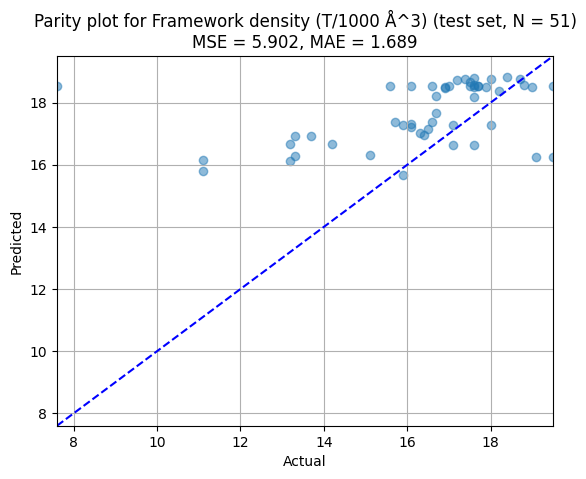 Parity plot for Framework density (T/1000 Å^3) (test set, N = 51)
MSE = 5.902, MAE = 1.689
18
16
14
12
10
8
Predicted
8 10 12 14 16 18
Actual